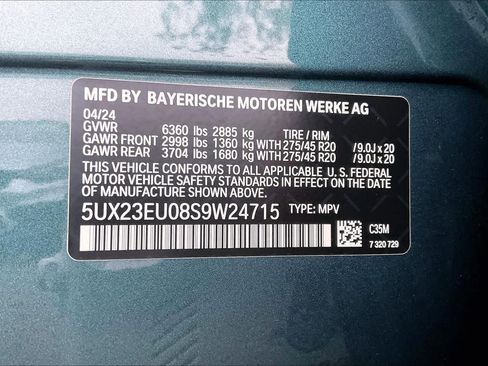 MFD BY BAYERISCHE MOTOREN WERKE AG
04/24
GVWR 6360 lbs 2885 kg TIRE / RIM
GAWR FRONT 2998 lbs 1360 kg WITH 275/45 R20 / 9.0J x 20
GAWR REAR 3704 lbs 1680 kg WITH 275/45 R20 / 9.0J x 20
THIS VEHICLE CONFORMS TO ALL APPLICABLE U. S. FEDERAL
MOTOR VEHICLE SAFETY STANDARDS IN EFFECT ON
THE DATE OF MANUFACTURE SHOWN ABOVE.
5UX23EU08S9W24715 TYPE: MPV
C35M
7 320 729